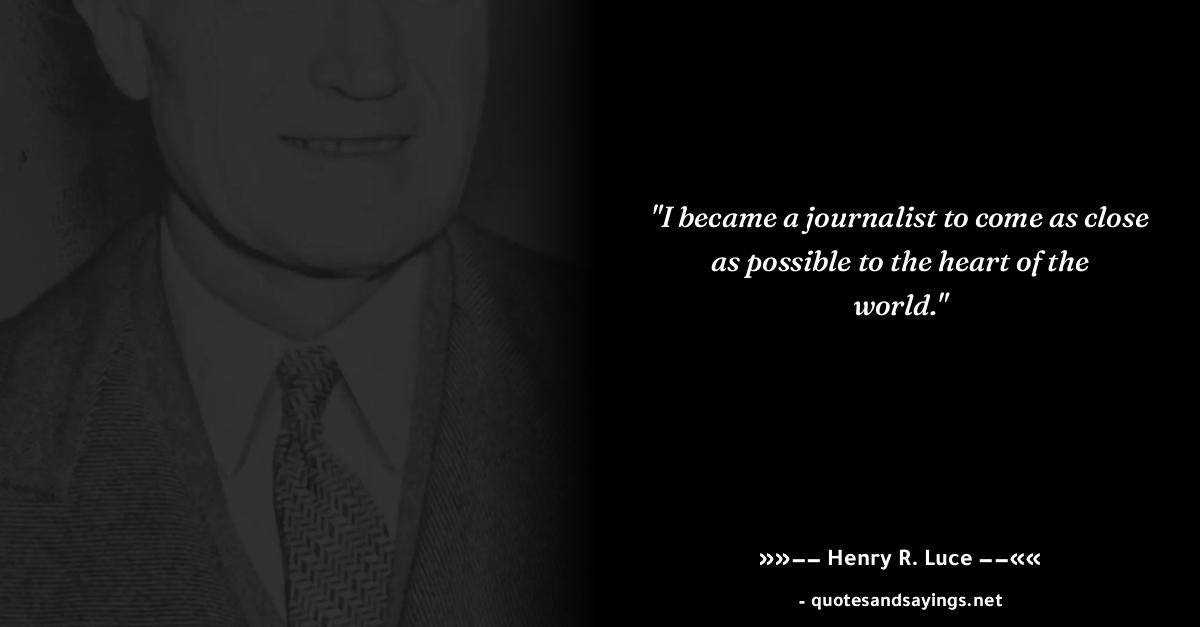 "I became a journalist to come as close
as possible to the heart of the
world."
»»–– Henry R. Luce ––««
- quotesandsayings.net